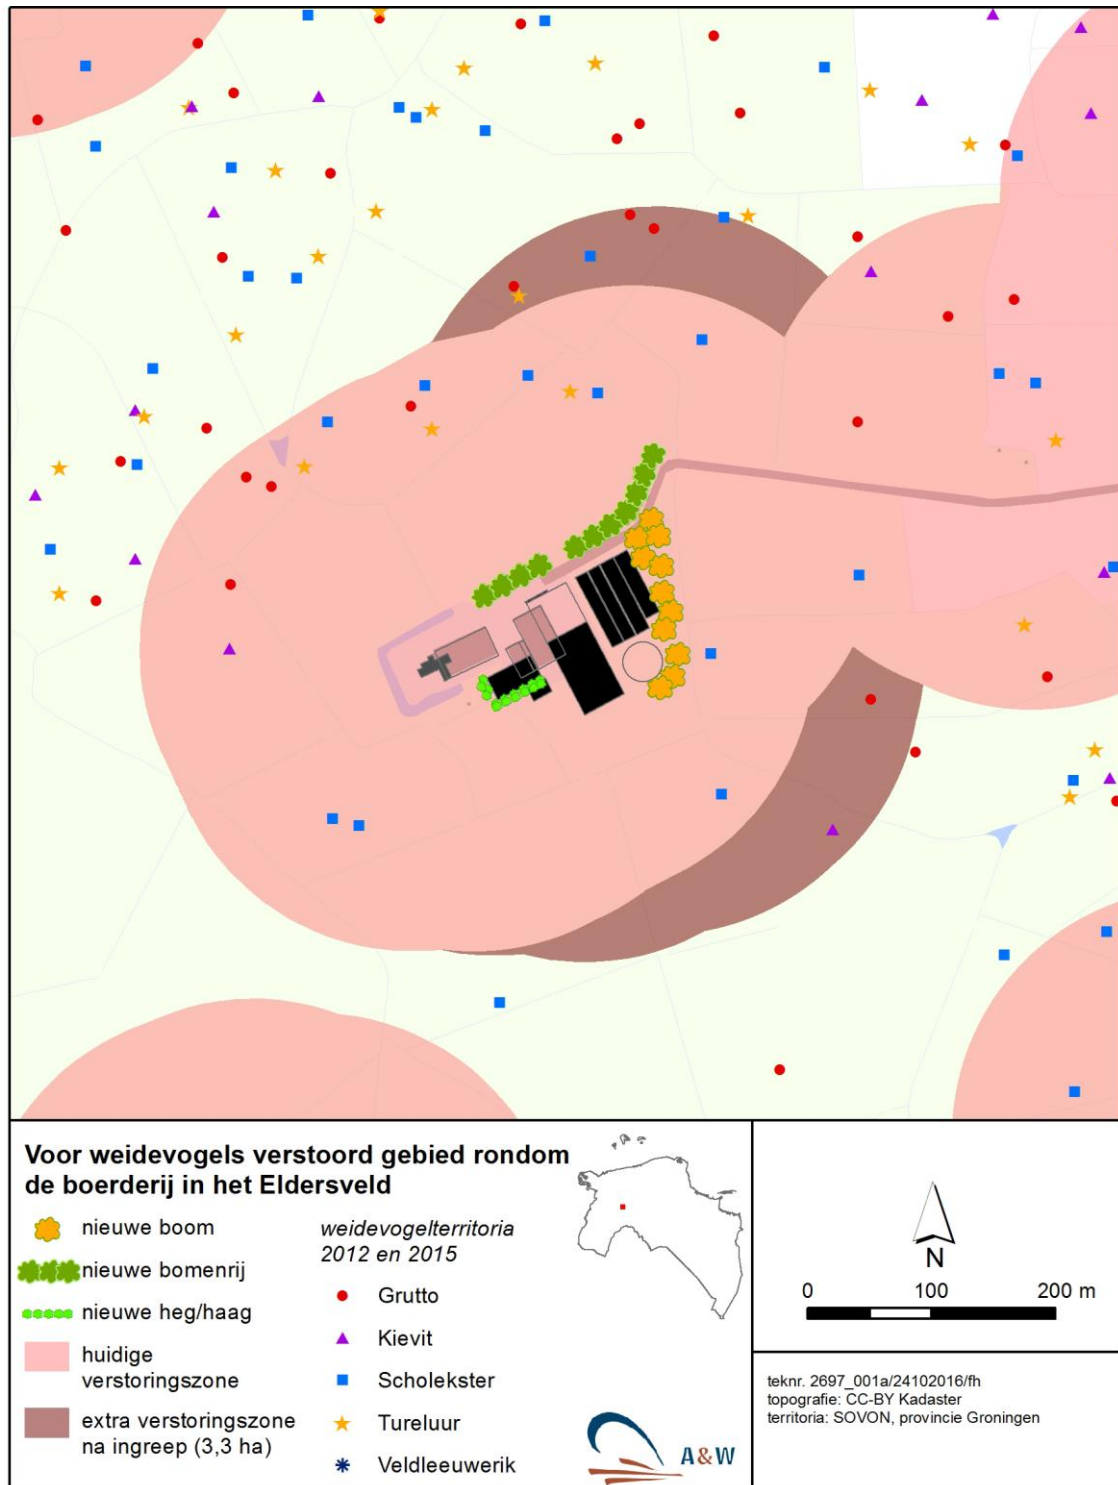 Voor weidevogels verstoord gebied rondom
de boerderij in het Eldersveld
nieuwe boom
nieuwe bomenrij
nieuwe heg/haag
huidige
verstoringszone
extra verstoringszone
na ingreep (3,3 ha)
weidevogelterritoria
2012 en 2015
Grutto
Kievit
Scholekster
Tureluur
Veldleeuwerik
A&W
N
0 100 200 m
teknr. 2697_001a/24102016/fh
topografie: CC-BY Kadaster
territoria: SOVON, provincie Groningen